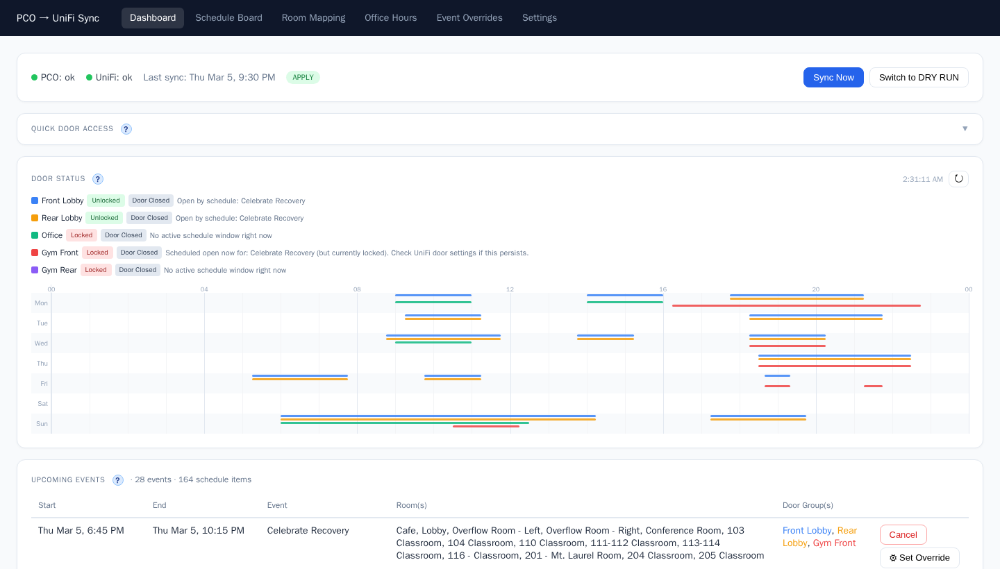 PCO → UniFi Sync Dashboard Schedule Board Room Mapping Office Hours Event Overrides Settings
PCO: ok UniFi: ok Last sync: Thu Mar 5, 9:30 PM APPLY Sync Now Switch to DRY RUN
QUICK DOOR ACCESS ? ▼
DOOR STATUS ? 2:31:11 AM
Front Lobby Unlocked Door Closed Open by schedule: Celebrate Recovery
Rear Lobby Unlocked Door Closed Open by schedule: Celebrate Recovery
Office Locked Door Closed No active schedule window right now
Gym Front Locked Door Closed Scheduled open now for: Celebrate Recovery (but currently locked). Check UniFi door settings if this persists.
Gym Rear Locked Door Closed No active schedule window right now
00 04 08 12 16 20 00
Mon
Tue
Wed
Thu
Fri
Sat
Sun
UPCOMING EVENTS ? · 28 events · 164 schedule items
Start End Event Room(s) Door Group(s)
Thu Mar 5, 6:45 PM Thu Mar 5, 10:15 PM Celebrate Recovery Cafe, Lobby, Overflow Room - Left, Overflow Room - Right, Conference Room, 103 Front Lobby, Rear Cancel
Classroom, 104 Classroom, 110 Classroom, 111-112 Classroom, 113-114 Lobby, Gym Front
Classroom, 116 - Classroom, 201 - Mt. Laurel Room, 204 Classroom, 205 Classroom ⚙ Set Override